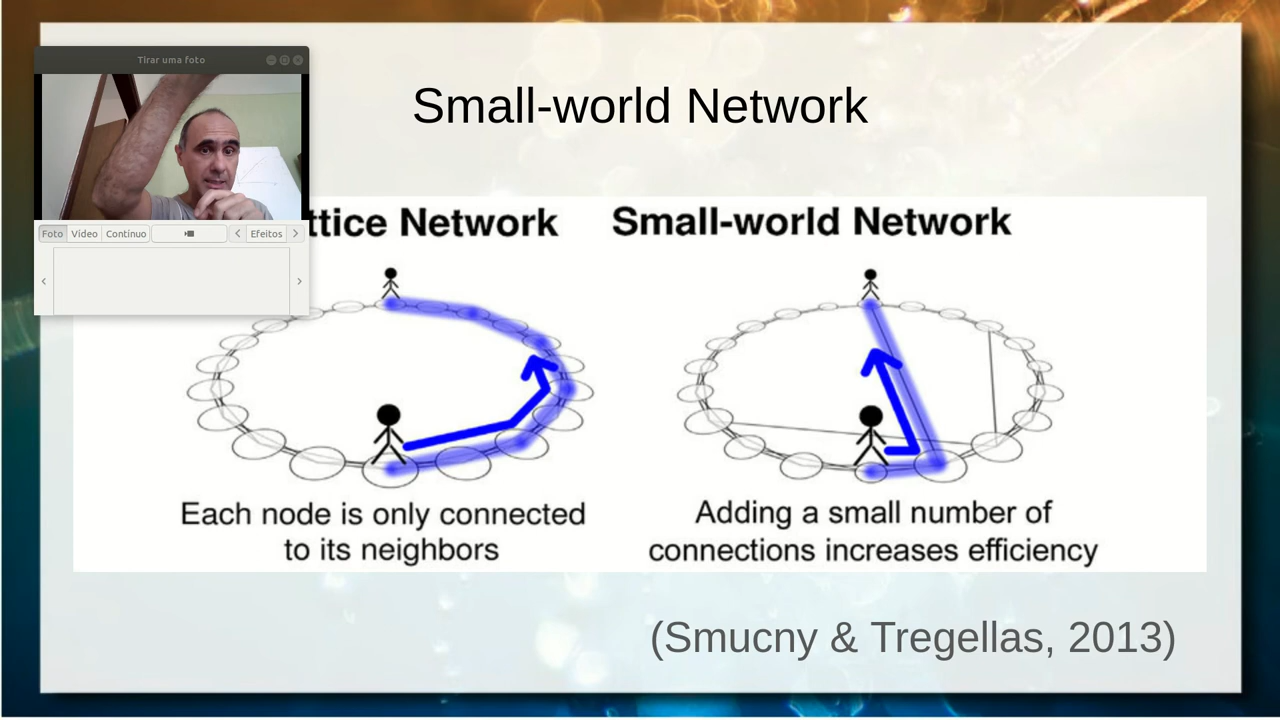 Tirar uma foto
Small-world Network
Foto Vídeo Contínuo Efeitos
ttice Network
Small-world Network
Each node is only connected
to its neighbors
Adding a small number of
connections increases efficiency
(Smucny & Tregellas, 2013)